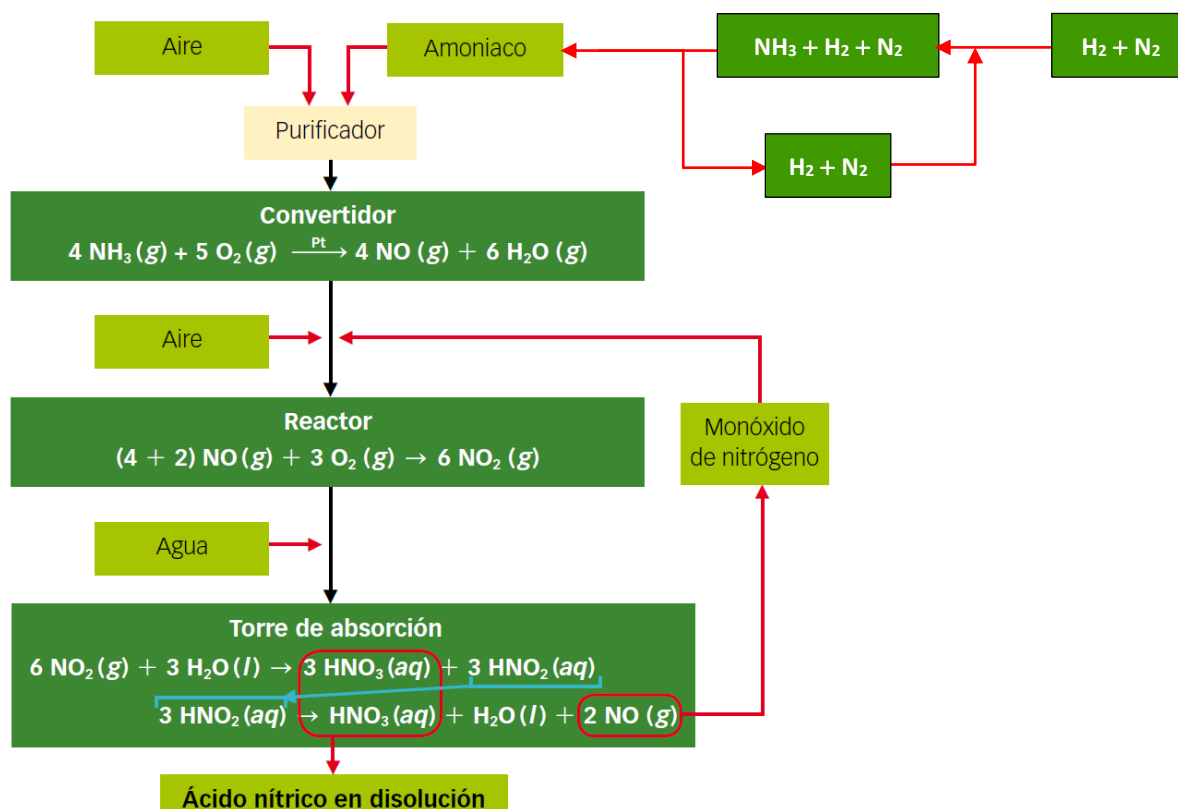 Aire
Amoniaco
NH₃ + H₂ + N₂
H₂ + N₂
Purificador
H₂ + N₂
Convertidor
4 NH₃ (g) + 5 O₂ (g) —Pt→ 4 NO (g) + 6 H₂O (g)
Aire
Reactor
(4 + 2) NO (g) + 3 O₂ (g) → 6 NO₂ (g)
Monóxido
de nitrógeno
Agua
Torre de absorción
6 NO₂ (g) + 3 H₂O (l) → 3 HNO₃ (aq) + 3 HNO₂ (aq)
3 HNO₂ (aq) → HNO₃ (aq) + H₂O (l) + 2 NO (g)
Ácido nítrico en disolución